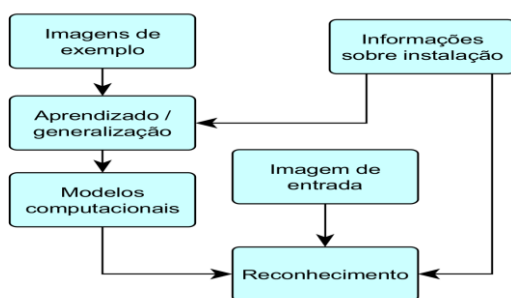 Imagens de
exemplo
Informações
sobre instalação
Aprendizado /
generalização
Imagem de
entrada
Modelos
computacionais
Reconhecimento